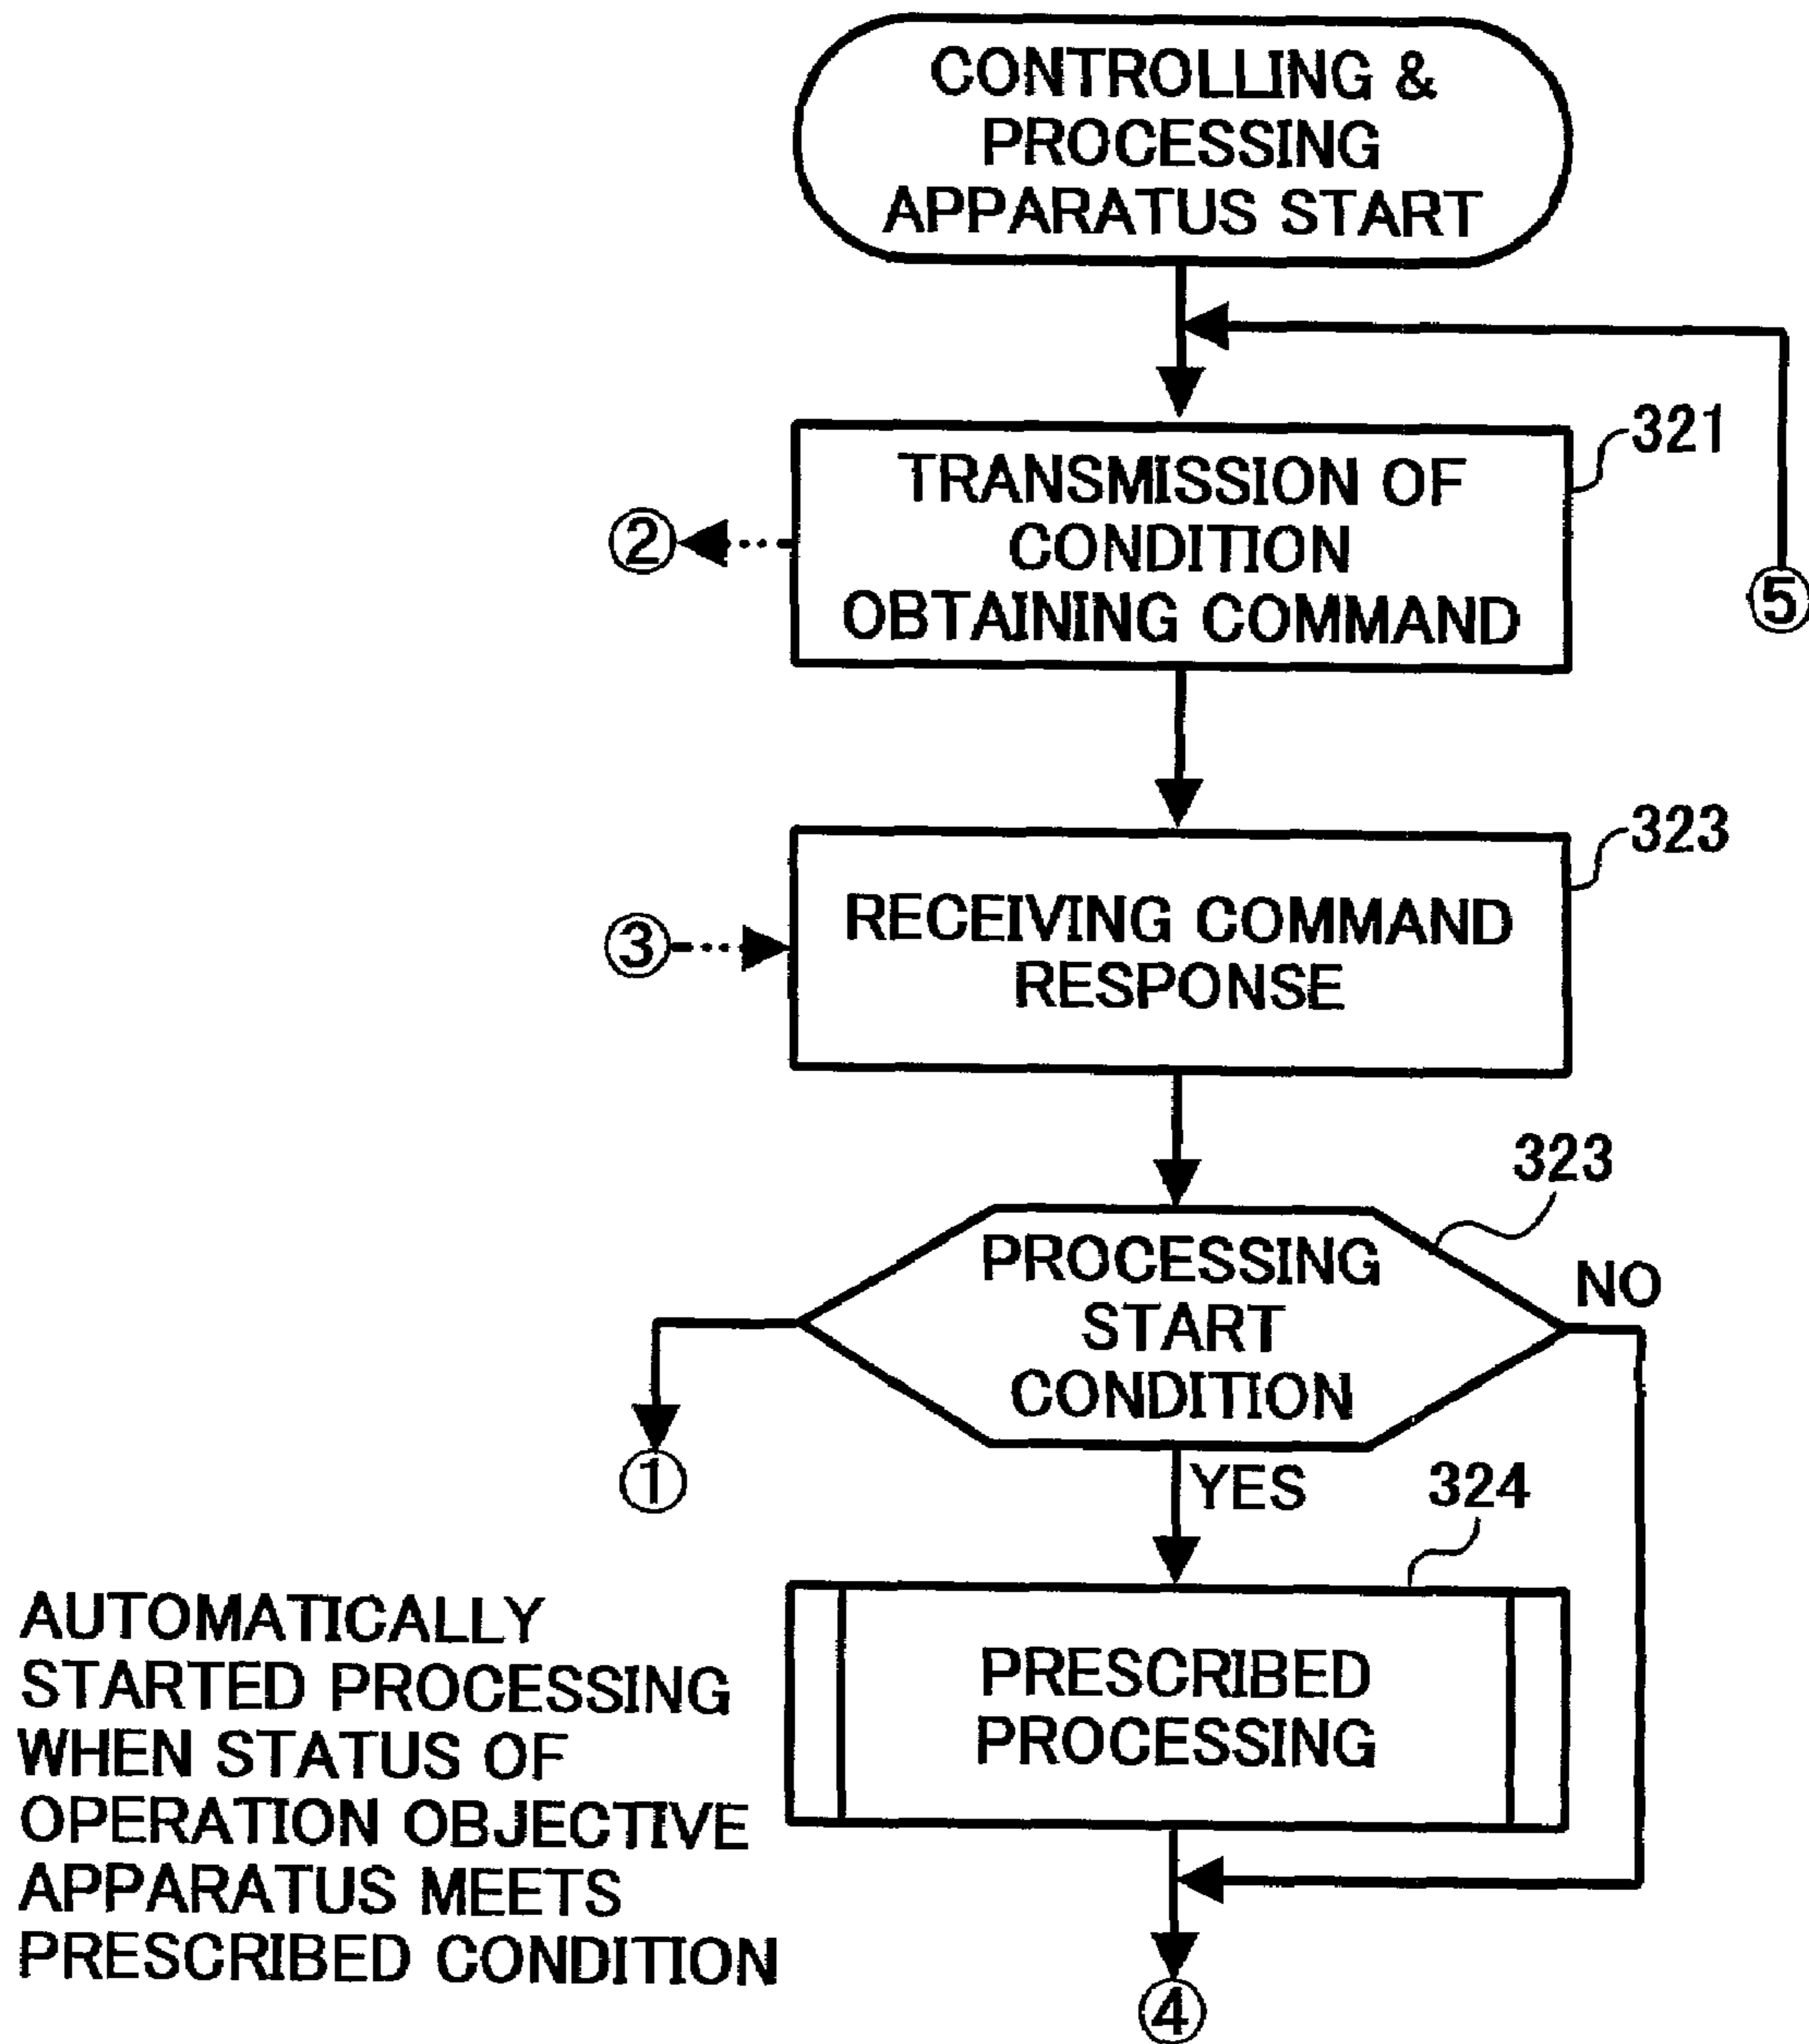 CONTROLLING &
PROCESSING
APPARATUS START
321
TRANSMISSION OF
CONDITION
OBTAINING COMMAND
②
⑤
323
RECEIVING COMMAND
RESPONSE
③
323
PROCESSING
START
CONDITION
NO
①
YES
324
PRESCRIBED
PROCESSING
AUTOMATICALLY
STARTED PROCESSING
WHEN STATUS OF
OPERATION OBJECTIVE
APPARATUS MEETS
PRESCRIBED CONDITION
④